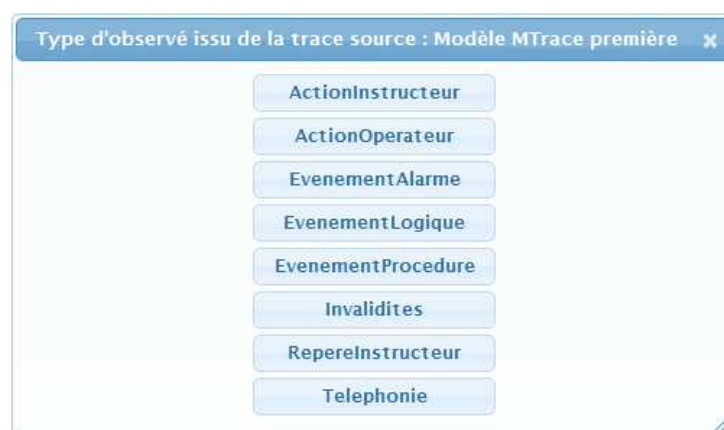 Type d'observé issu de la trace source : Modèle MTrace première
ActionInstructeur
ActionOperateur
EvenementAlarme
EvenementLogique
EvenementProcedure
Invalidites
RepereInstructeur
Telephonie